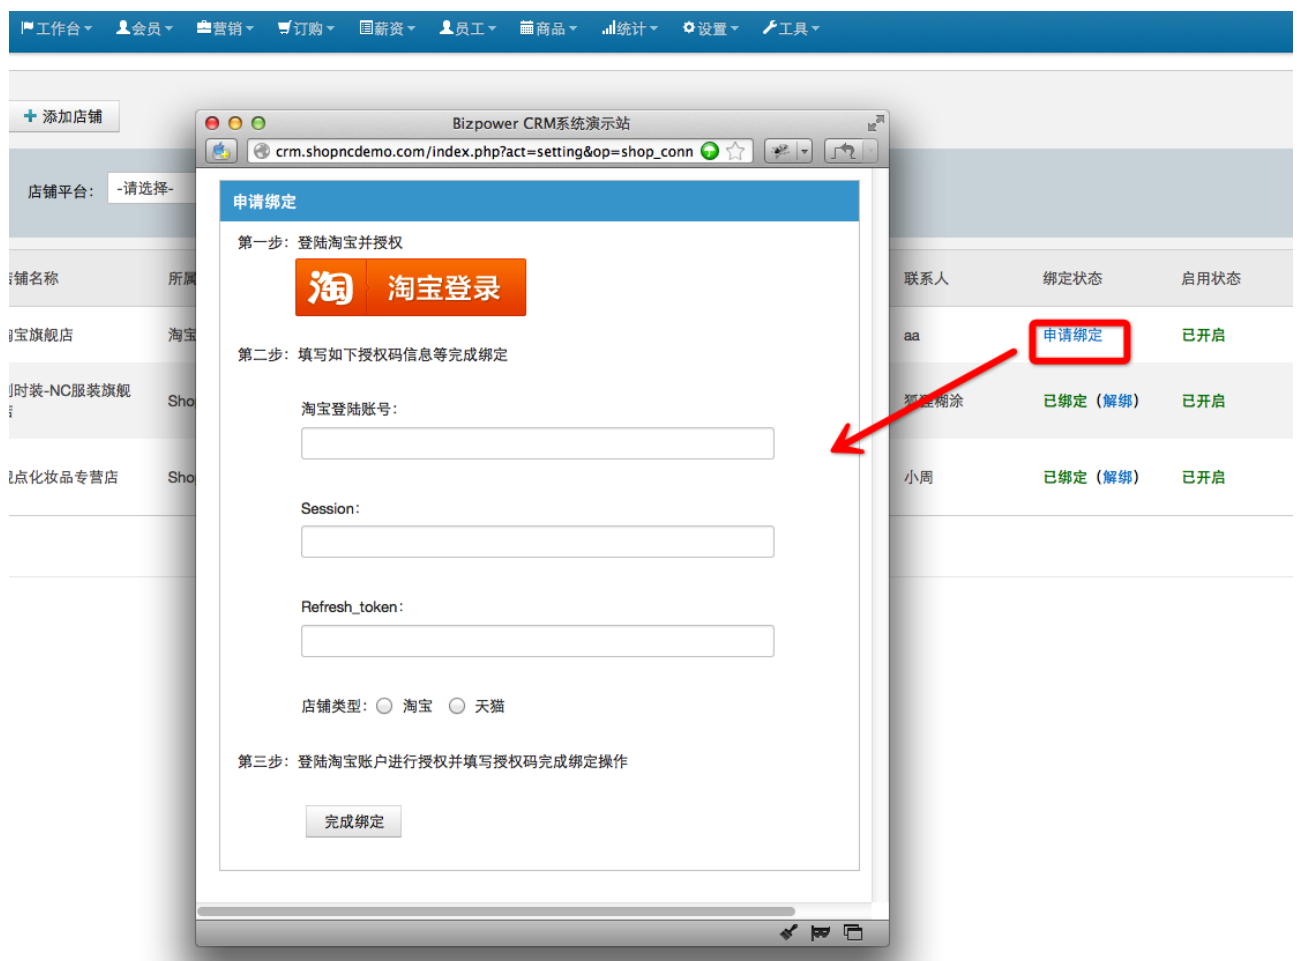 工作台 会员 营销 订购 薪资 员工 商品 统计 设置 工具
添加店铺
Bizpower CRM系统演示站
crm.shopncdemo.com/index.php?act=setting&op=shop_conn
店铺平台： -请选择-
申请绑定
第一步：登陆淘宝并授权
淘 淘宝登录
铺名称 所属 联系人 绑定状态 启用状态
宝旗舰店 淘宝 aa 申请绑定 已开启
第二步：填写如下授权码信息等完成绑定
时装-NC服装旗舰
Sho 狐狸糊涂 已绑定（解绑） 已开启
淘宝登陆账号：
点化妆品专营店 Sho 小周 已绑定（解绑） 已开启
Session：
Refresh_token：
店铺类型： 淘宝 天猫
第三步：登陆淘宝账户进行授权并填写授权码完成绑定操作
完成绑定